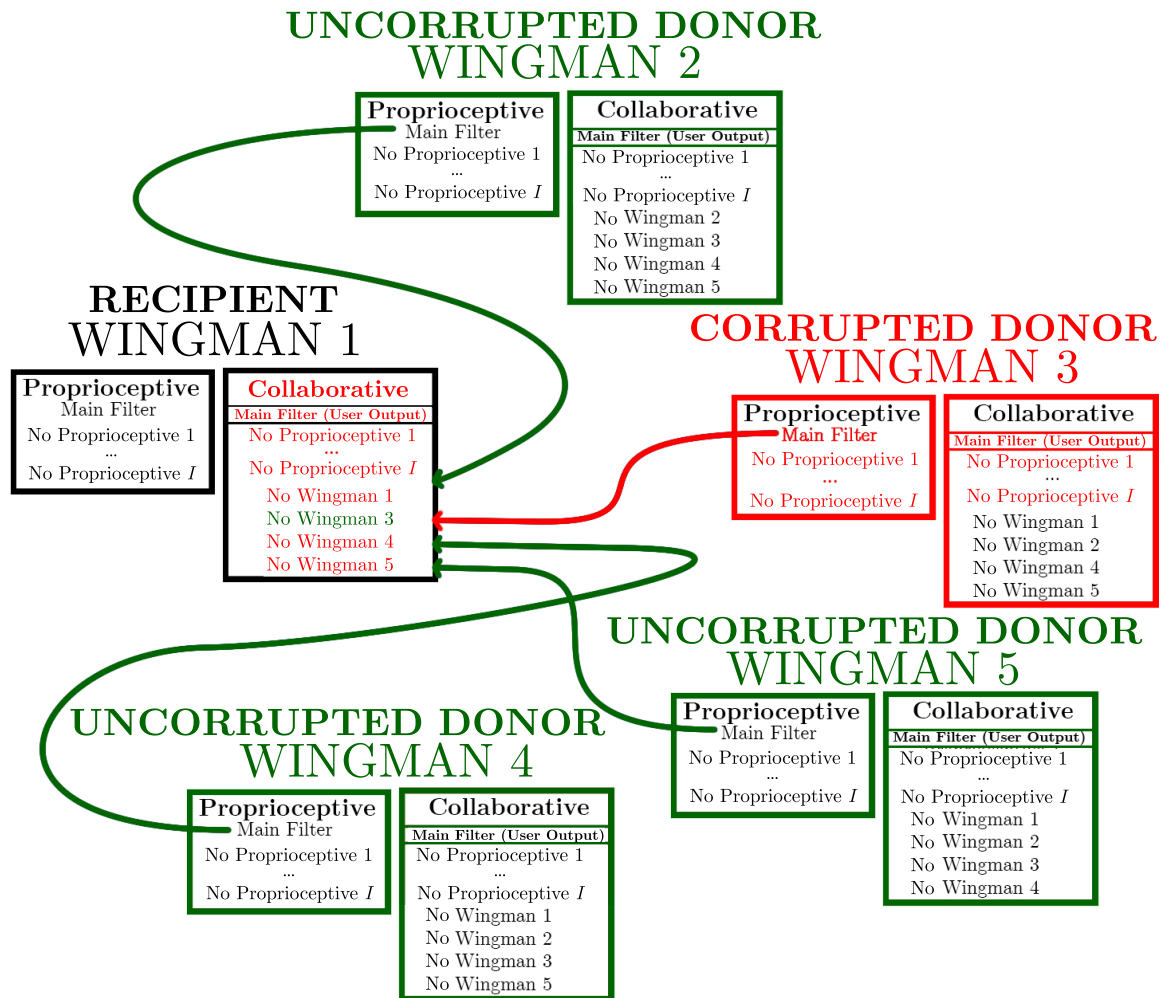 UNCORRUPTED DONOR
WINGMAN 2
Proprioceptive
Main Filter
No Proprioceptive 1
...
No Proprioceptive I
Collaborative
Main Filter (User Output)
No Proprioceptive 1
...
No Proprioceptive I
No Wingman 2
No Wingman 3
No Wingman 4
No Wingman 5
RECIPIENT
WINGMAN 1
Proprioceptive
Main Filter
No Proprioceptive 1
...
No Proprioceptive I
Collaborative
Main Filter (User Output)
No Proprioceptive 1
...
No Proprioceptive I
No Wingman 1
No Wingman 3
No Wingman 4
No Wingman 5
CORRUPTED DONOR
WINGMAN 3
Proprioceptive
Main Filter
No Proprioceptive 1
...
No Proprioceptive I
Collaborative
Main Filter (User Output)
No Proprioceptive 1
...
No Proprioceptive I
No Wingman 1
No Wingman 2
No Wingman 4
No Wingman 5
UNCORRUPTED DONOR
WINGMAN 5
Proprioceptive
Main Filter
No Proprioceptive 1
...
No Proprioceptive I
Collaborative
Main Filter (User Output)
No Proprioceptive 1
...
No Proprioceptive I
No Wingman 1
No Wingman 2
No Wingman 3
No Wingman 4
UNCORRUPTED DONOR
WINGMAN 4
Proprioceptive
Main Filter
No Proprioceptive 1
...
No Proprioceptive I
Collaborative
Main Filter (User Output)
No Proprioceptive 1
...
No Proprioceptive I
No Wingman 1
No Wingman 2
No Wingman 3
No Wingman 5